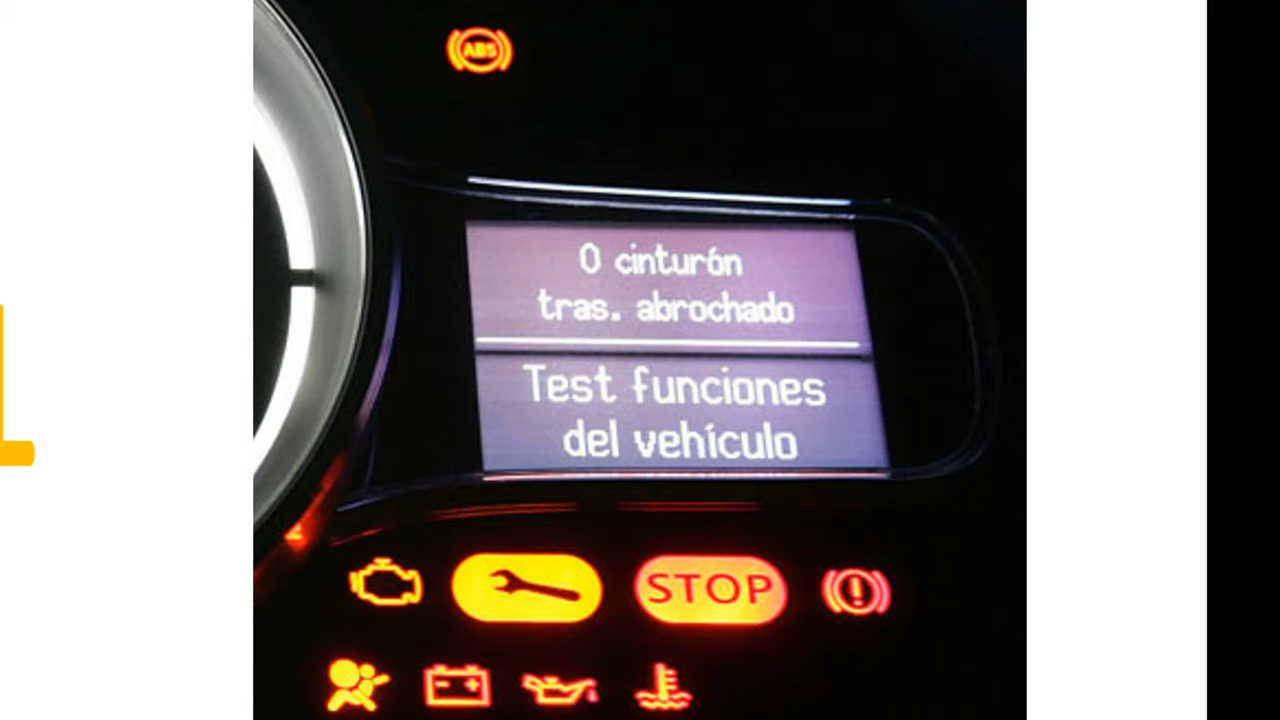 ABS
0 cinturón
tras. abrochado
Test funciones
del vehículo
STOP